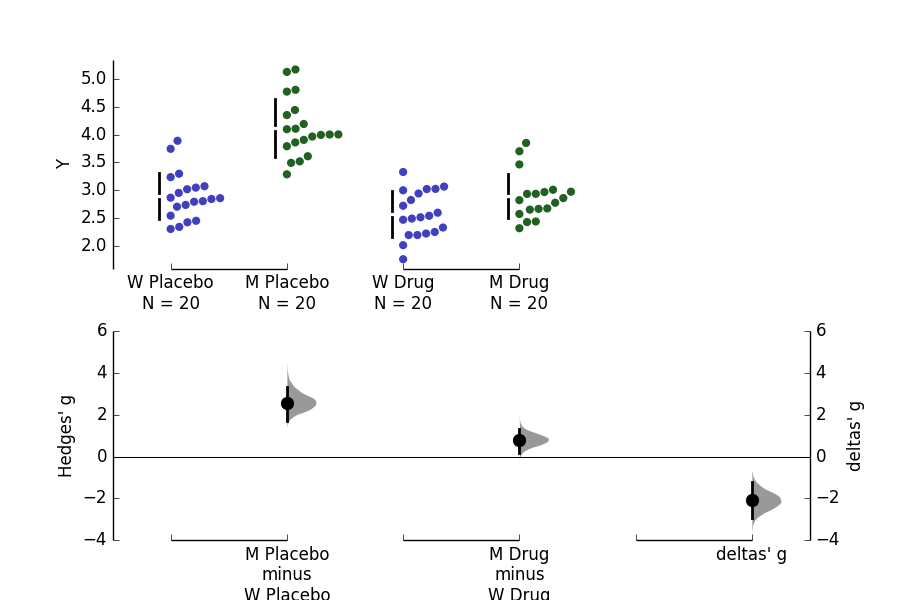 5.0
4.5
4.0
3.5
3.0
2.5
2.0
Y
W Placebo
N = 20
M Placebo
N = 20
W Drug
N = 20
M Drug
N = 20
6
4
2
0
−2
−4
Hedges' g
6
4
2
0
−2
−4
deltas' g
M Placebo
minus
W Placebo
M Drug
minus
W Drug
deltas' g